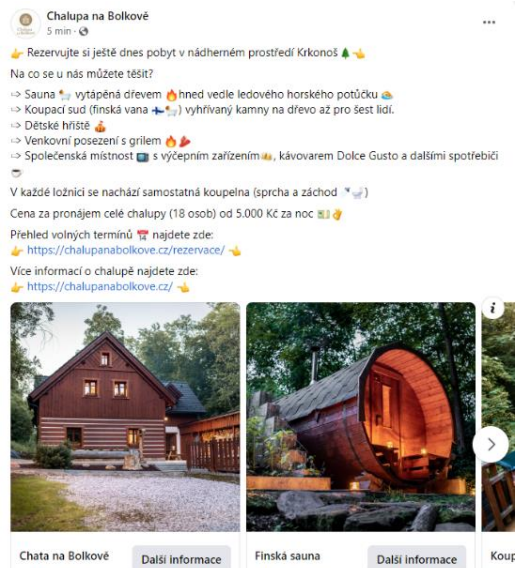 Chalupa na Bolkově
5 min ·
👉 Rezervujte si ještě dnes pobyt v nádherném prostředí Krkonoš 🌲👈
Na co se u nás můžete těšit?
➯ Sauna 🧖 vytápěná dřevem 🔥hned vedle ledového horského potůčku 🌊
➯ Koupací sud (finská vana 🇫🇮🛀) vyhřívaný kamny na dřevo až pro šest lidí.
➯ Dětské hřiště 🎪
➯ Venkovní posezení s grilem 🔥🌶
➯ Společenská místnost 📺 s výčepním zařízením🍻, kávovarem Dolce Gusto a dalšími spotřebiči
☕
V každé ložnici se nachází samostatná koupelna (sprcha a záchod 🚿🚽)
Cena za pronájem celé chalupy (18 osob) od 5.000 Kč za noc 💵👌
Přehled volných termínů 📅 najdete zde:
👉 https://chalupanabolkove.cz/rezervace/ 👈
Více informací o chalupě najdete zde:
👉 https://chalupanabolkove.cz/ 👈
Chata na Bolkově
Další informace
Finská sauna
Další informace
Koup